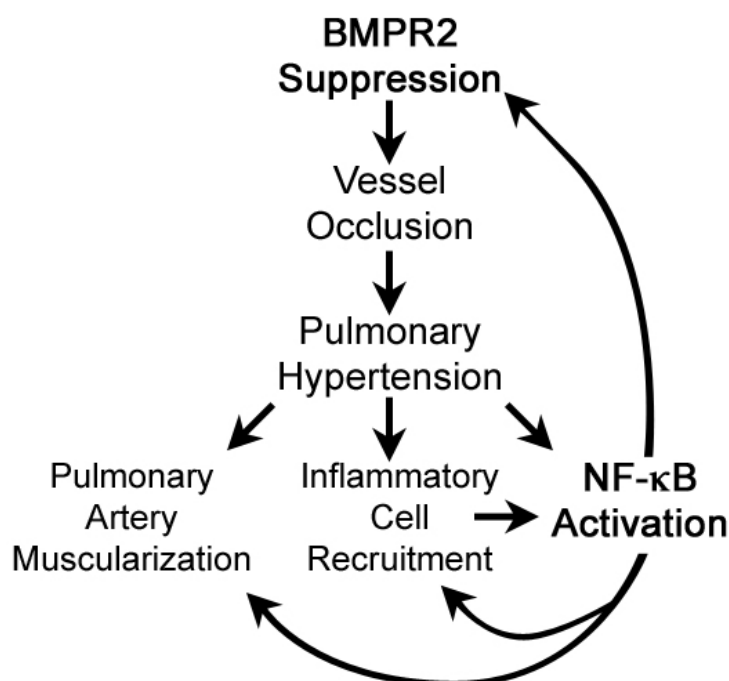 BMPR2
Suppression
Vessel
Occlusion
Pulmonary
Hypertension
Pulmonary
Artery
Muscularization
Inflammatory
Cell
Recruitment
NF-κB
Activation